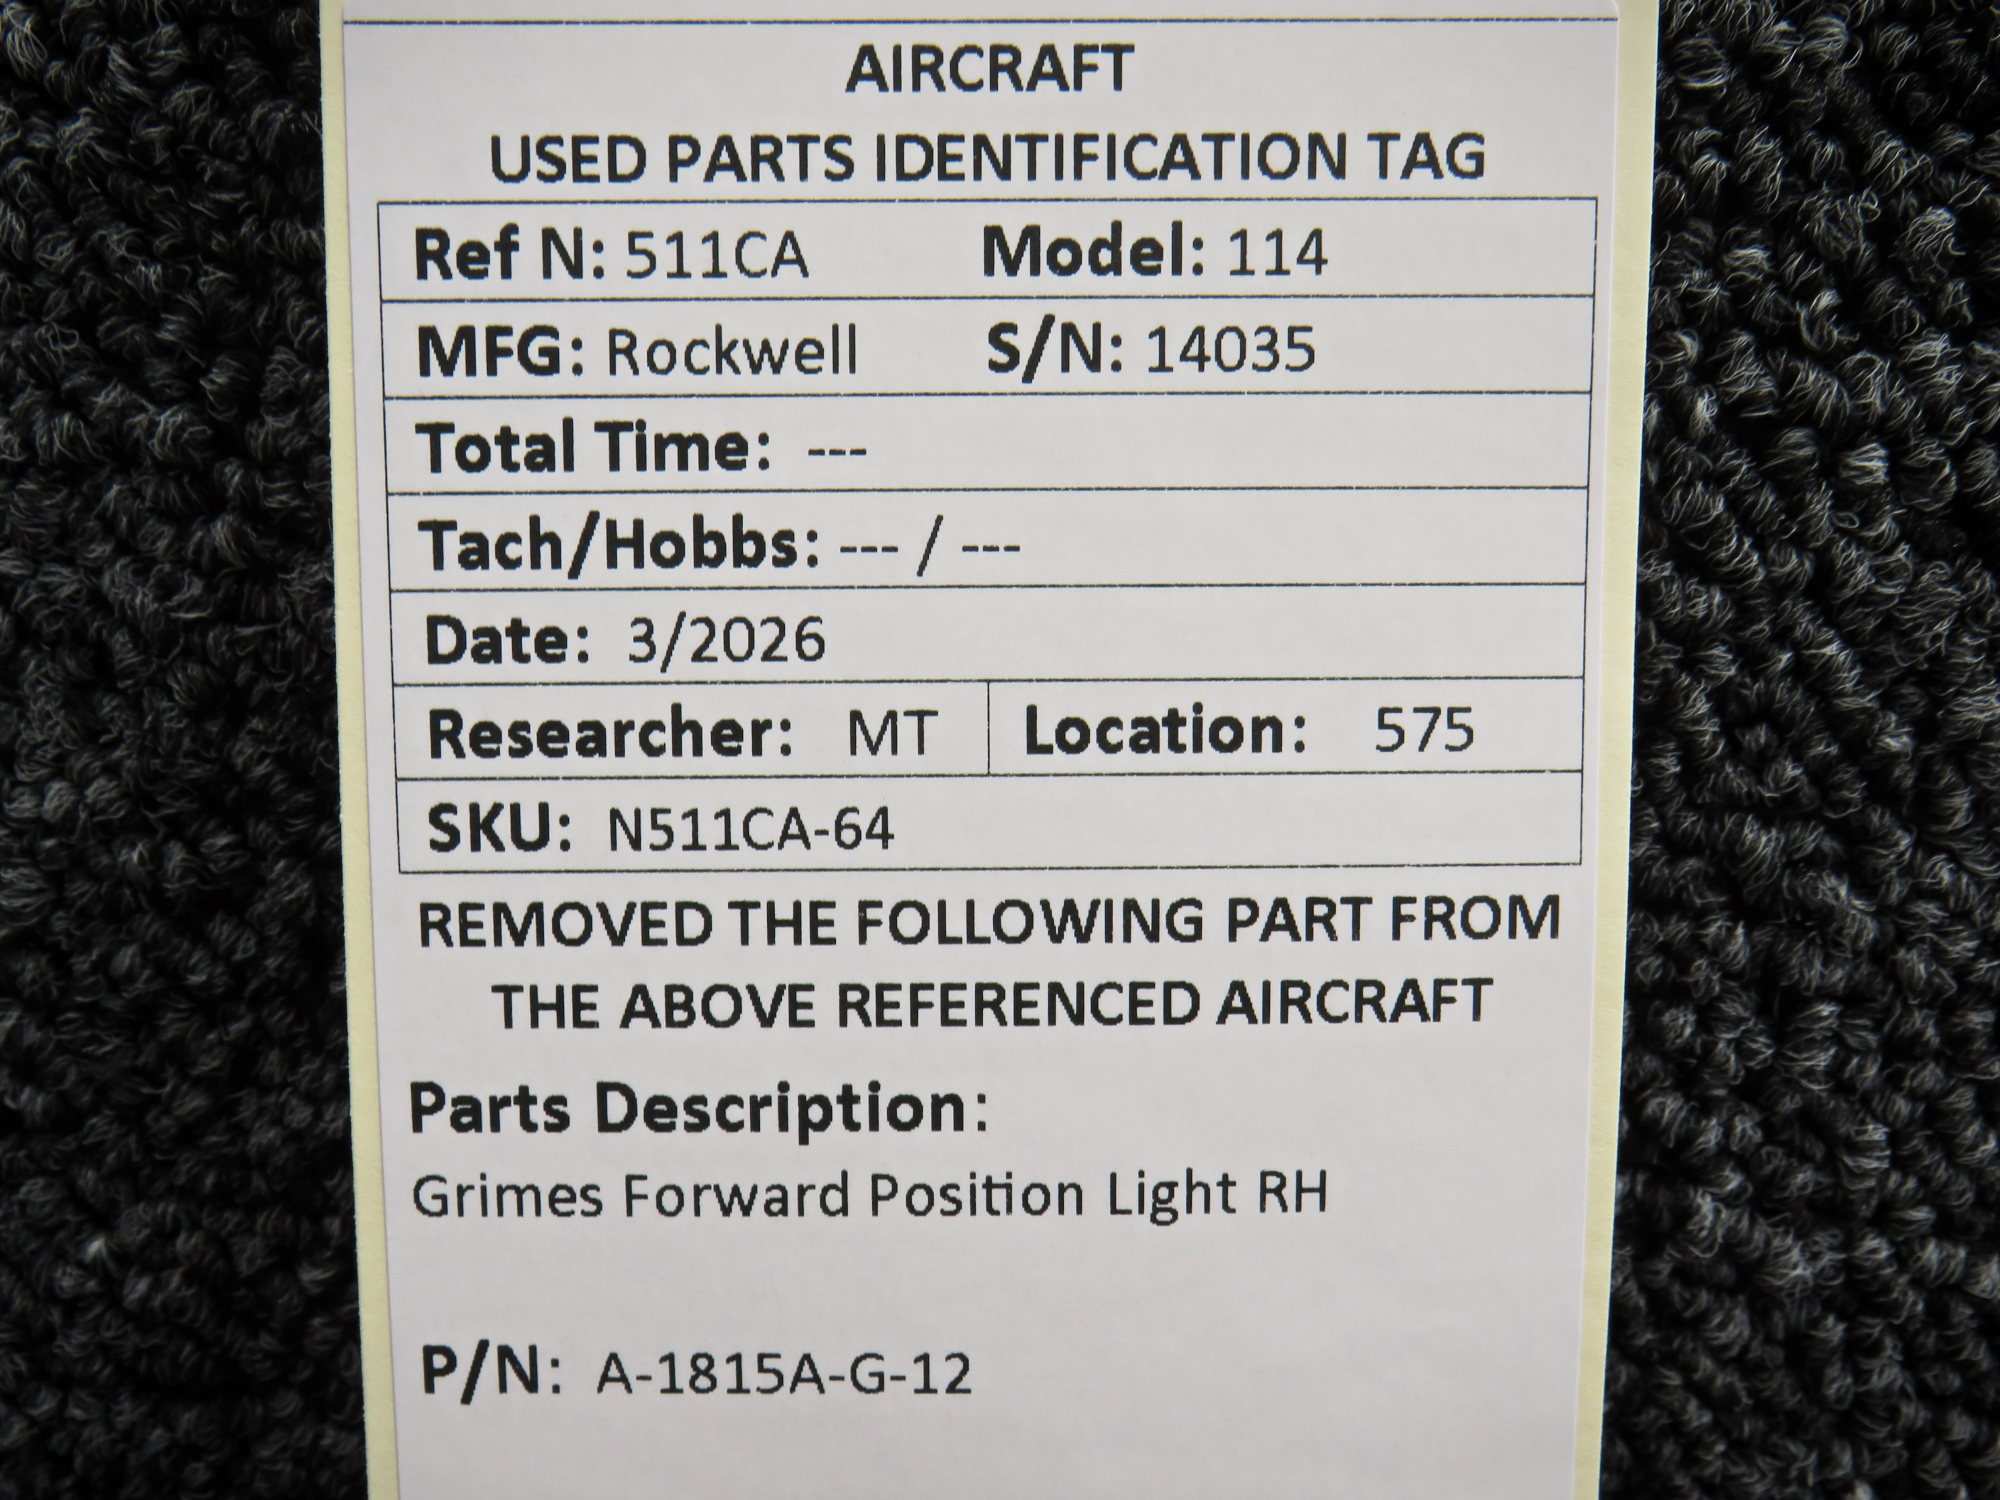 AIRCRAFT
USED PARTS IDENTIFICATION TAG
Ref N: 511CA Model: 114
MFG: Rockwell S/N: 14035
Total Time: ---
Tach/Hobbs: --- / ---
Date: 3/2026
Researcher: MT Location: 575
SKU: N511CA-64
REMOVED THE FOLLOWING PART FROM
THE ABOVE REFERENCED AIRCRAFT
Parts Description:
Grimes Forward Position Light RH
P/N: A-1815A-G-12